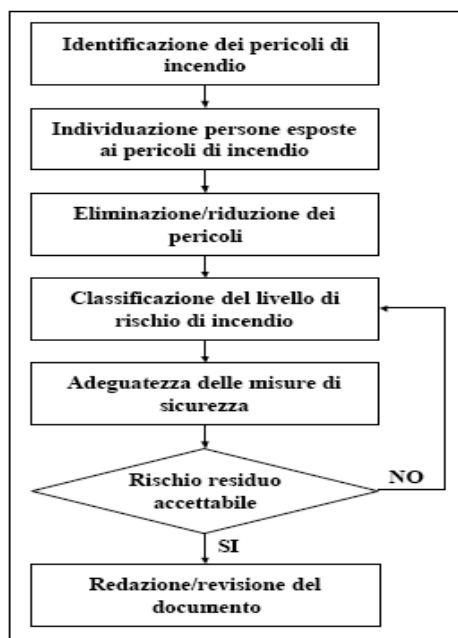 Identificazione dei pericoli di
incendio
Individuazione persone esposte
ai pericoli di incendio
Eliminazione/riduzione dei
pericoli
Classificazione del livello di
rischio di incendio
Adeguatezza delle misure di
sicurezza
Rischio residuo
accettabile
NO
SI
Redazione/revisione del
documento